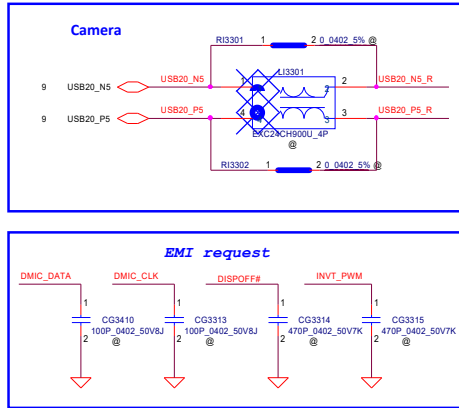 Camera
RI3301 1 2 0_0402_5% @
LI3301
9 USB20_N5 USB20_N5 1 2 2 USB20_N5_R
9 USB20_P5 USB20_P5 4 3 3 USB20_P5_R
EXC24CH900U_4P
@
RI3302 1 2 0_0402_5% @
EMI request
DMIC_DATA DMIC_CLK DISPOFF# INVT_PWM
1 1 1 1
CG3410 CG3313 CG3314 CG3315
100P_0402_50V8J 100P_0402_50V8J 470P_0402_50V7K 470P_0402_50V7K
2 2 2 2
@ @ @ @